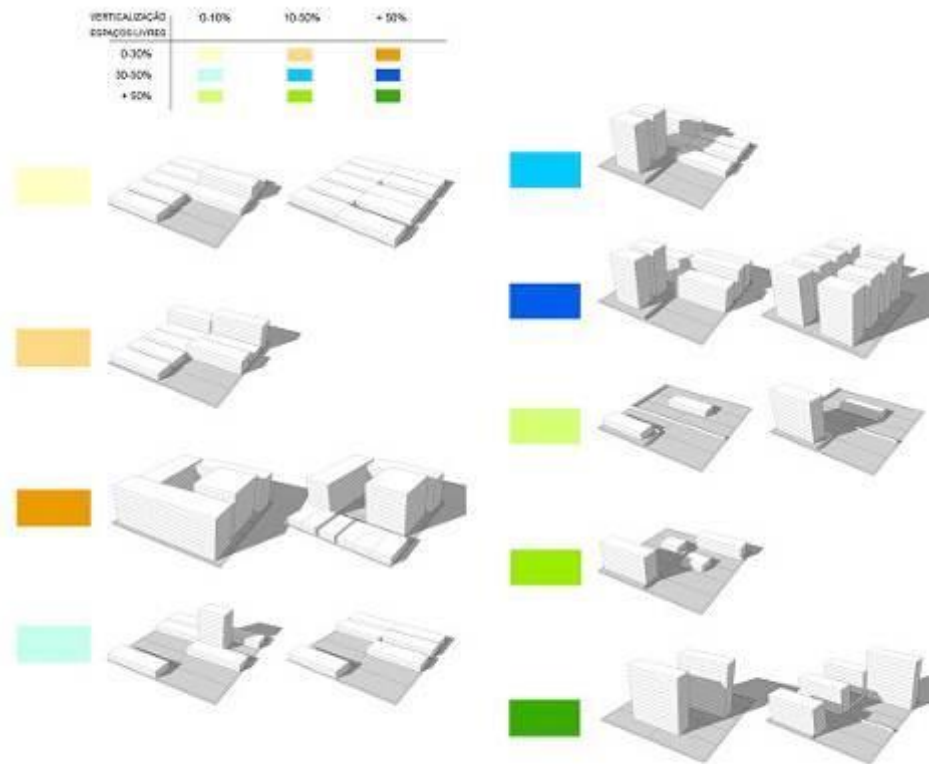 VERTICALIZAÇÃO 0-10% 10-50% + 50%
ESPAÇOS LIVRES
0-30%
30-50%
+ 50%